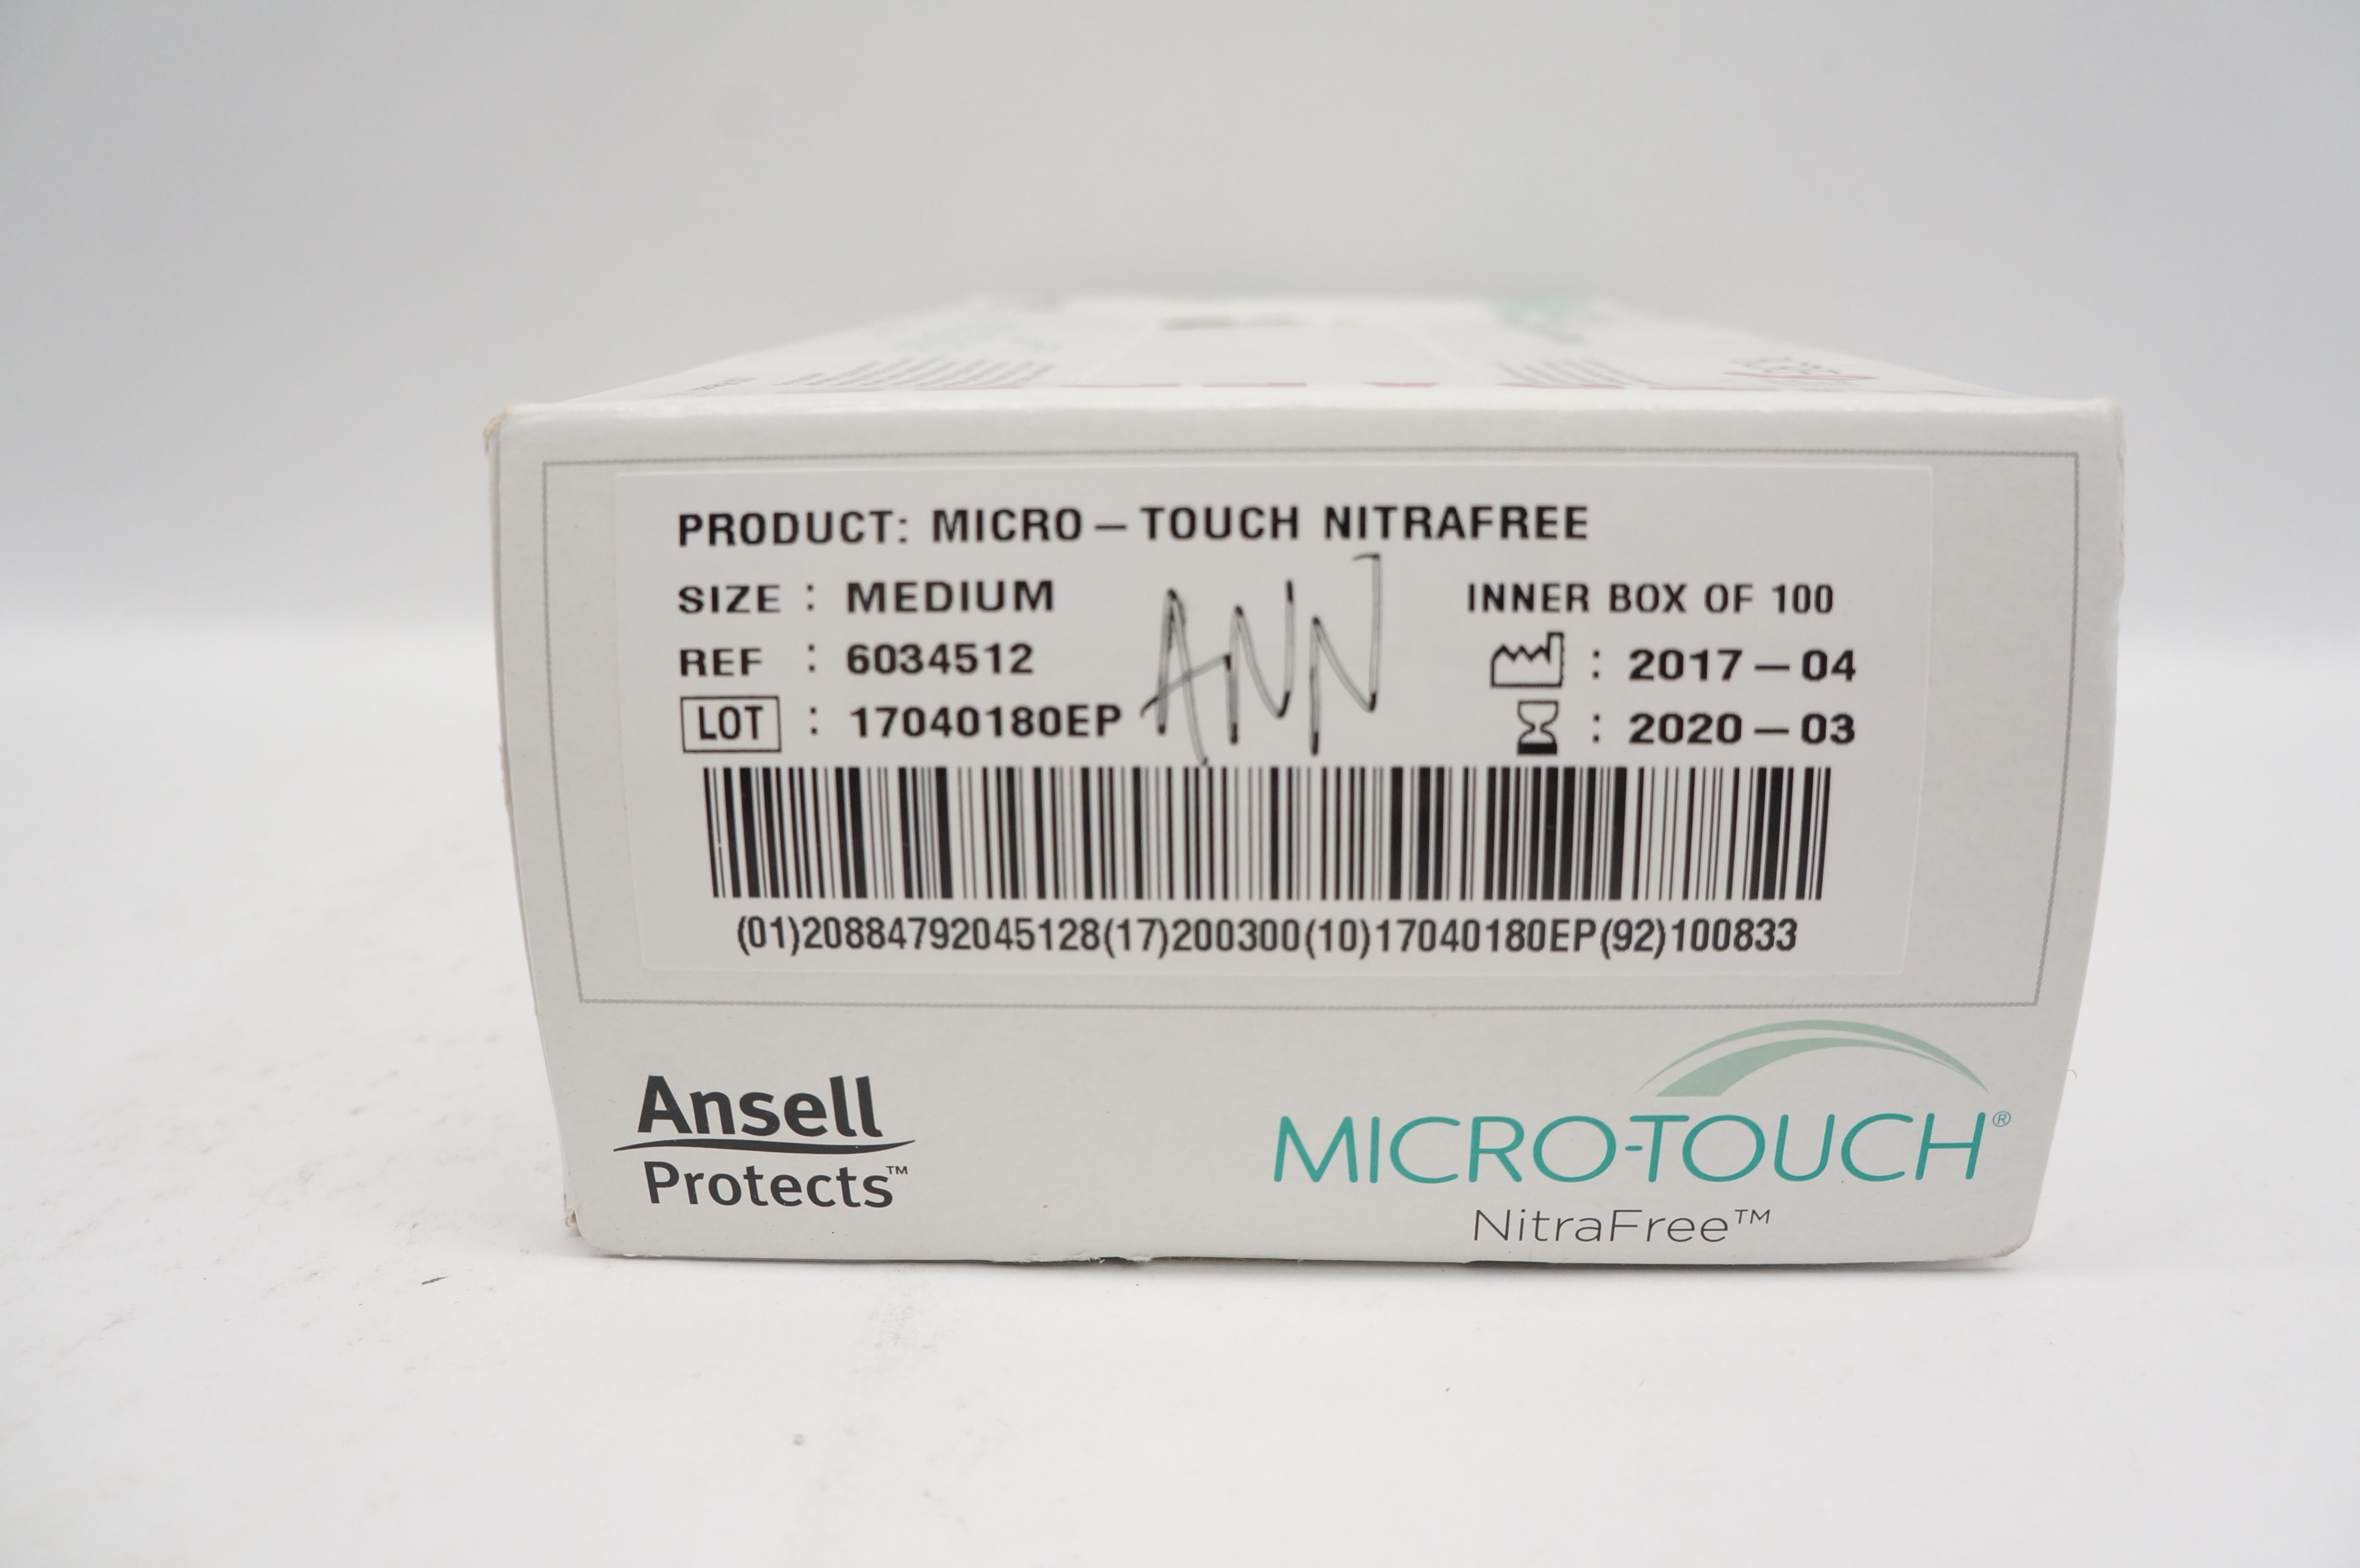 PRODUCT: MICRO-TOUCH NITRAFREE
SIZE : MEDIUM
ANN
INNER BOX OF 100
REF : 6034512
: 2017-04
LOT : 17040180EP
: 2020-03
(01)20884792045128(17)200300(10)17040180EP(92)100833
Ansell
Protects™
MICRO-TOUCH®
NitraFree™